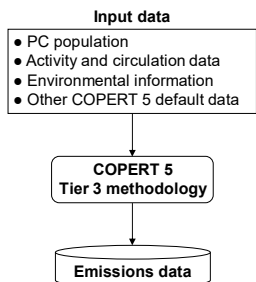 Input data
● PC population
● Activity and circulation data
● Environmental information
● Other COPERT 5 default data
COPERT 5
Tier 3 methodology
Emissions data